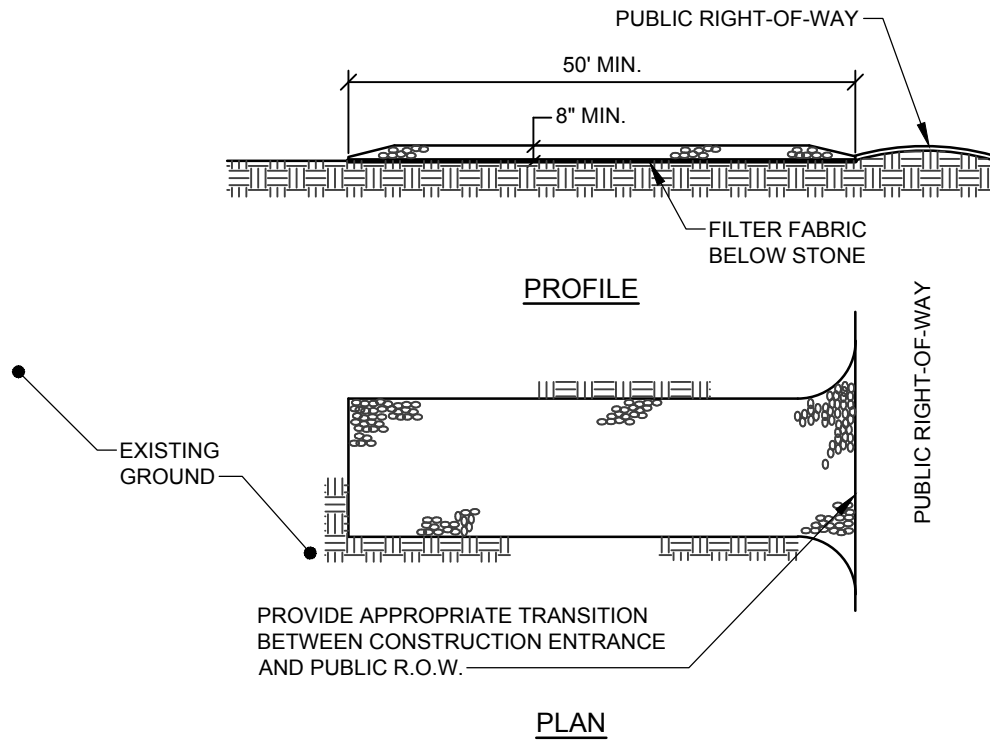 PUBLIC RIGHT-OF-WAY
50' MIN.
8" MIN.
FILTER FABRIC
BELOW STONE
PROFILE
PUBLIC RIGHT-OF-WAY
EXISTING
GROUND
PROVIDE APPROPRIATE TRANSITION
BETWEEN CONSTRUCTION ENTRANCE
AND PUBLIC R.O.W.
PLAN